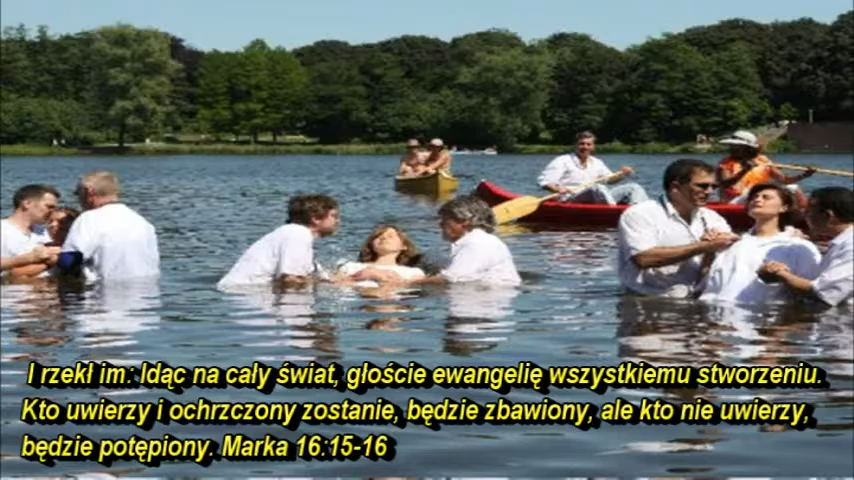 I rzekł im: Idąc na cały świat, głoście ewangelię wszystkiemu stworzeniu.
Kto uwierzy i ochrzczony zostanie, będzie zbawiony, ale kto nie uwierzy,
będzie potępiony. Marka 16:15-16